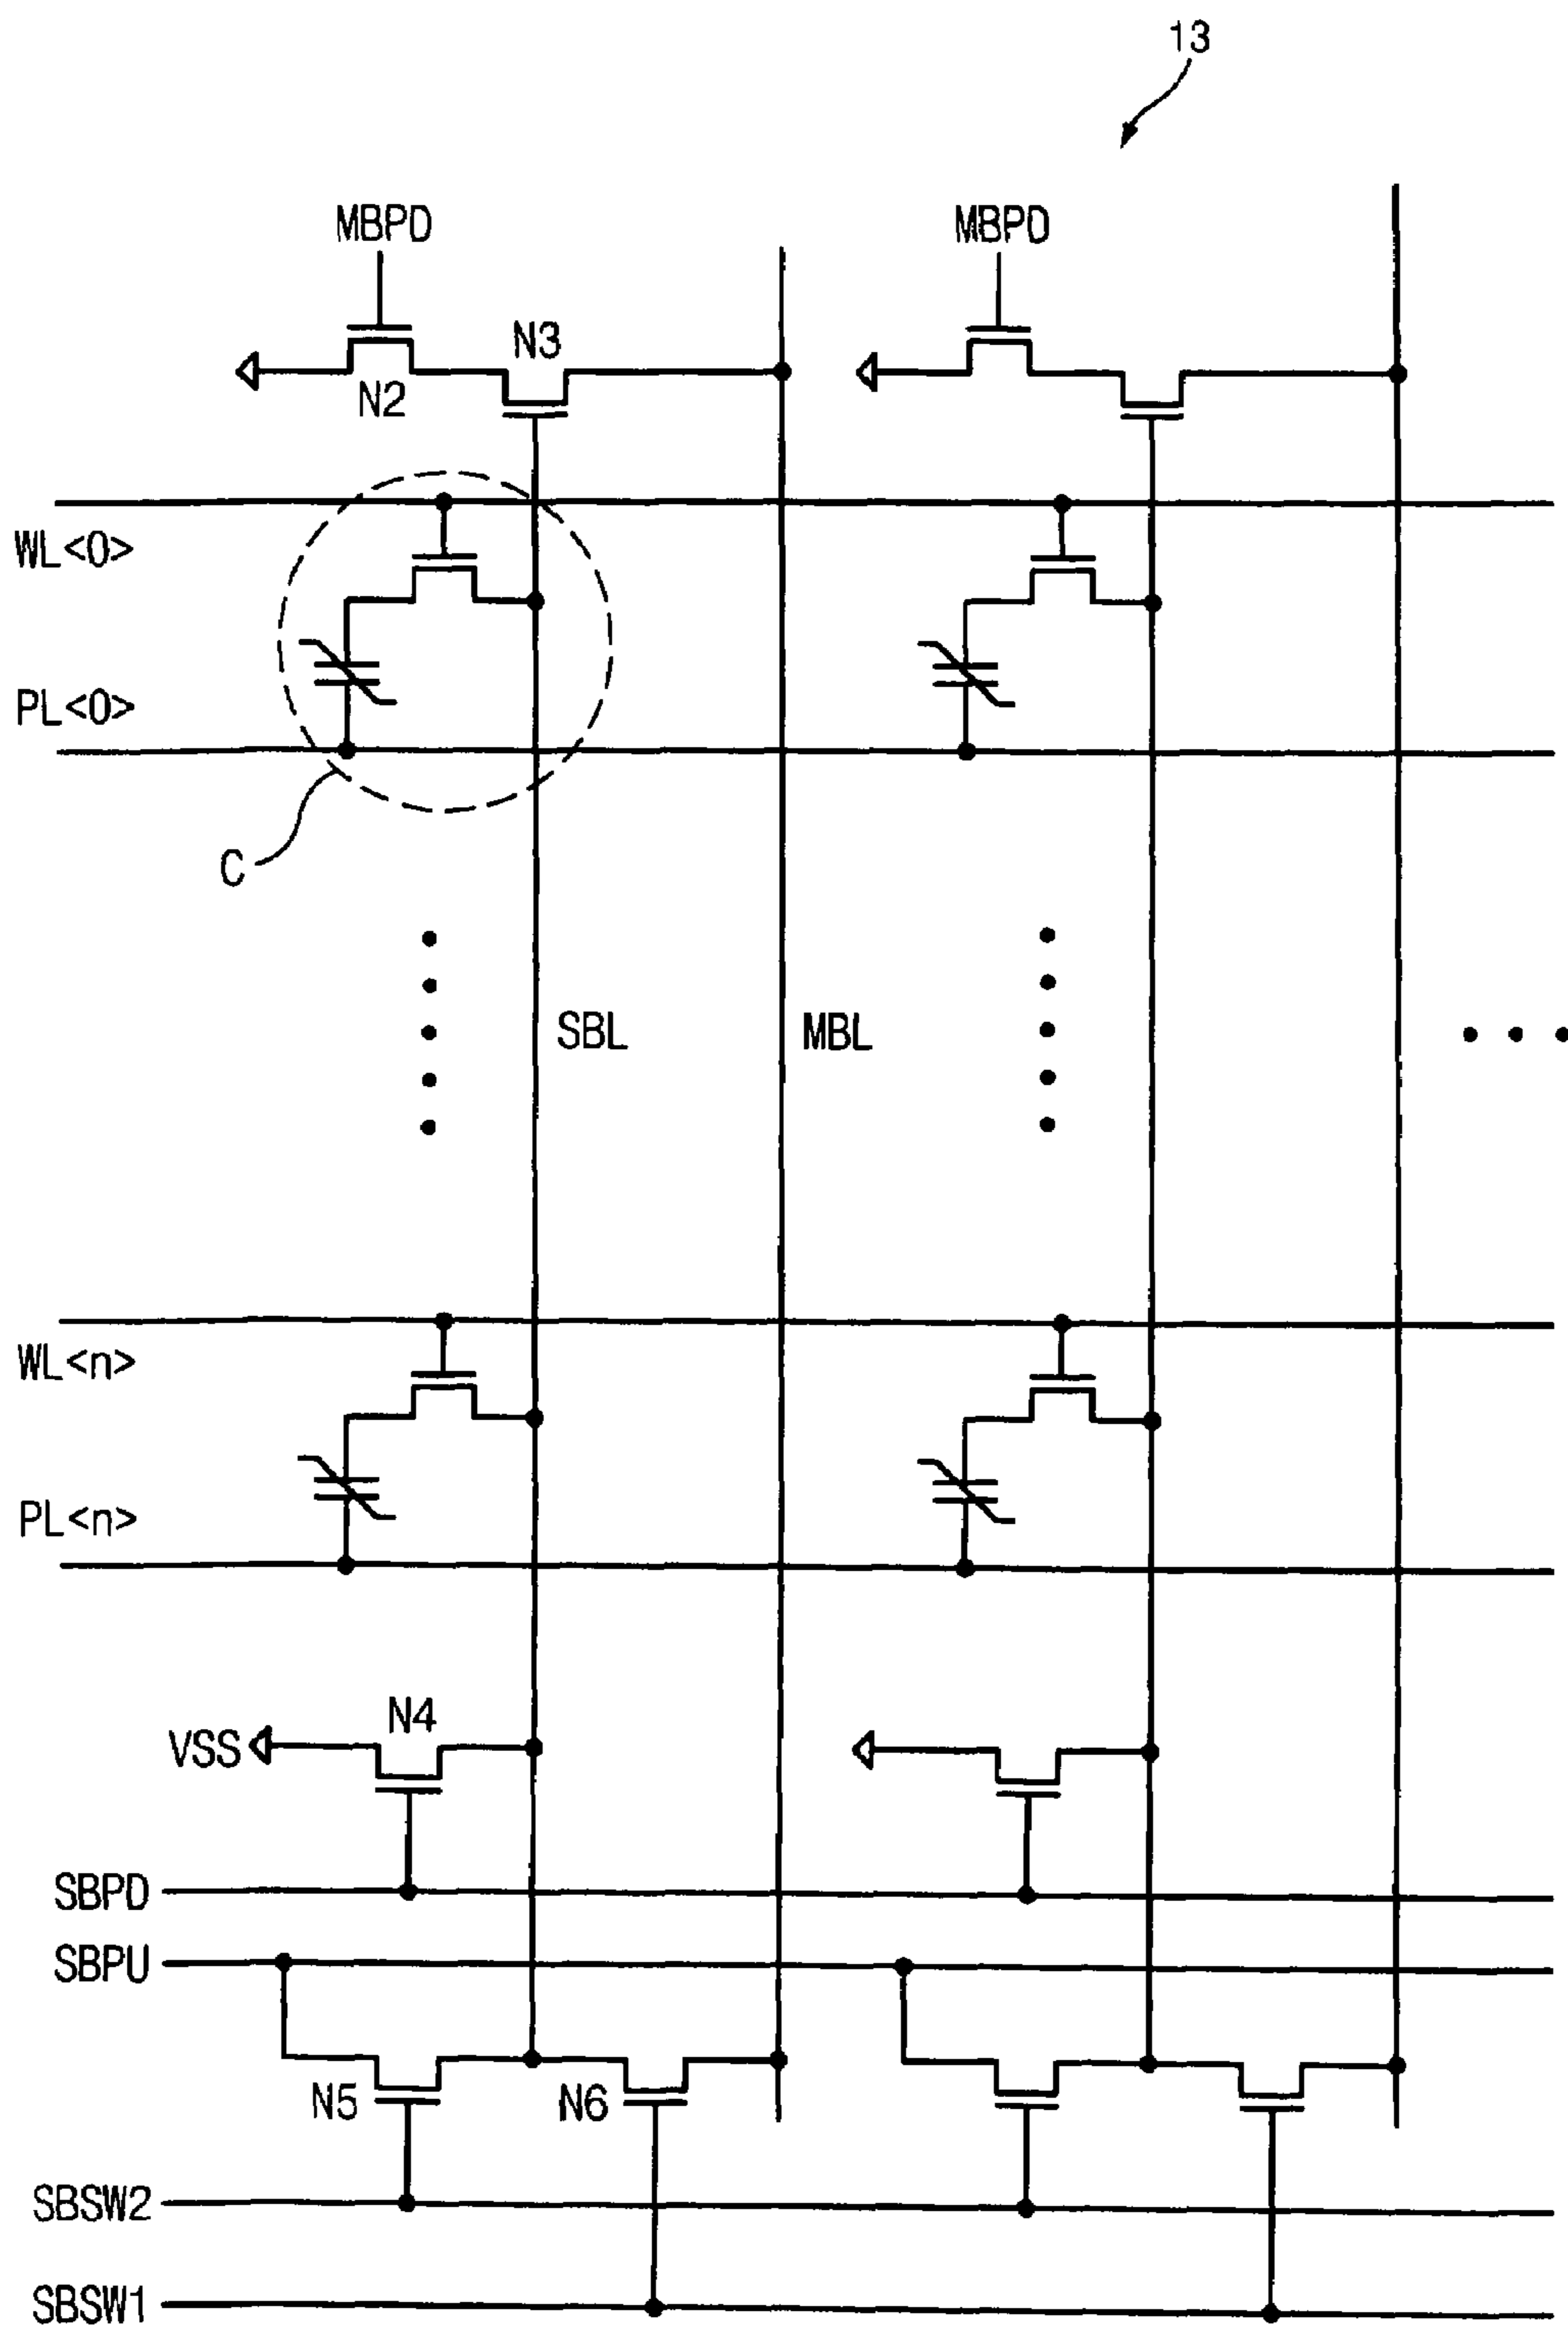 13
MBPD MBPD
N3
N2
WL<0>
PL<0>
C
SBL MBL
WL<n>
PL<n>
N4
VSS
SBPD
SBPU
N5 N6
SBSW2
SBSW1